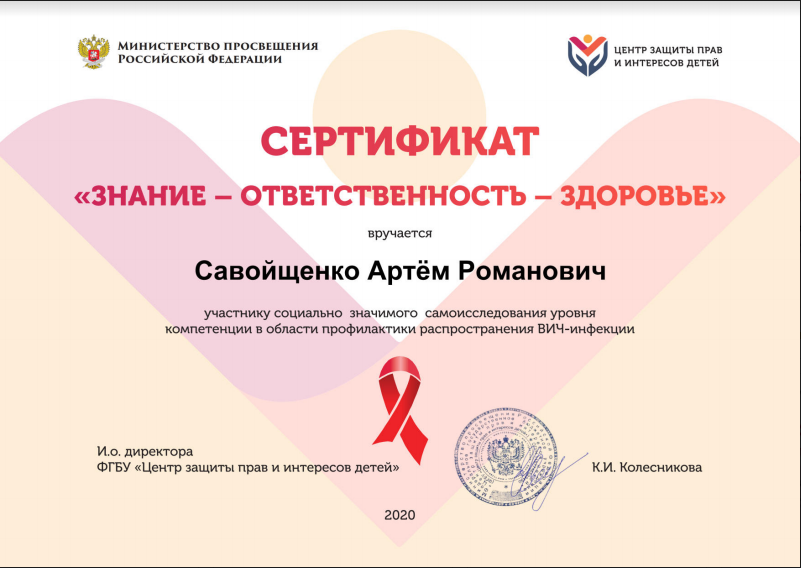 Министерство просвещения
Российской Федерации
ЦЕНТР ЗАЩИТЫ ПРАВ
И ИНТЕРЕСОВ ДЕТЕЙ
СЕРТИФИКАТ
«ЗНАНИЕ – ОТВЕТСТВЕННОСТЬ – ЗДОРОВЬЕ»
вручается
Савойщенко Артём Романович
участнику социально значимого самоисследования уровня
компетенции в области профилактики распространения ВИЧ-инфекции
И.о. директора
ФГБУ «Центр защиты прав и интересов детей»
К.И. Колесникова
2020